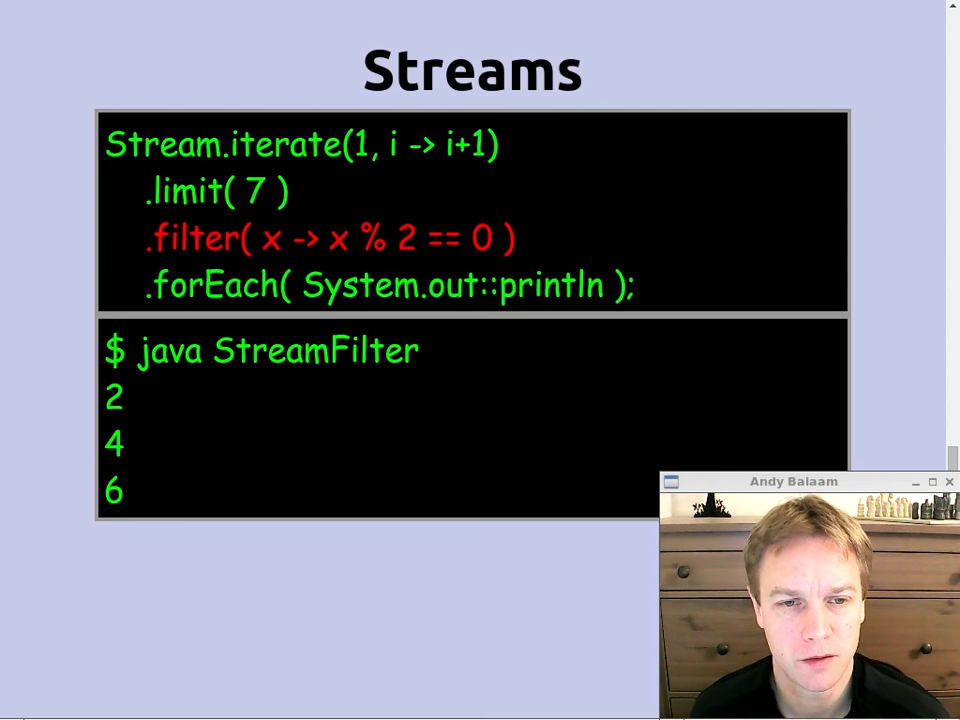 Streams
Stream.iterate(1, i -> i+1)
.limit( 7 )
.filter( x -> x % 2 == 0 )
.forEach( System.out::println );
$ java StreamFilter
2
4
6
Andy Balaam